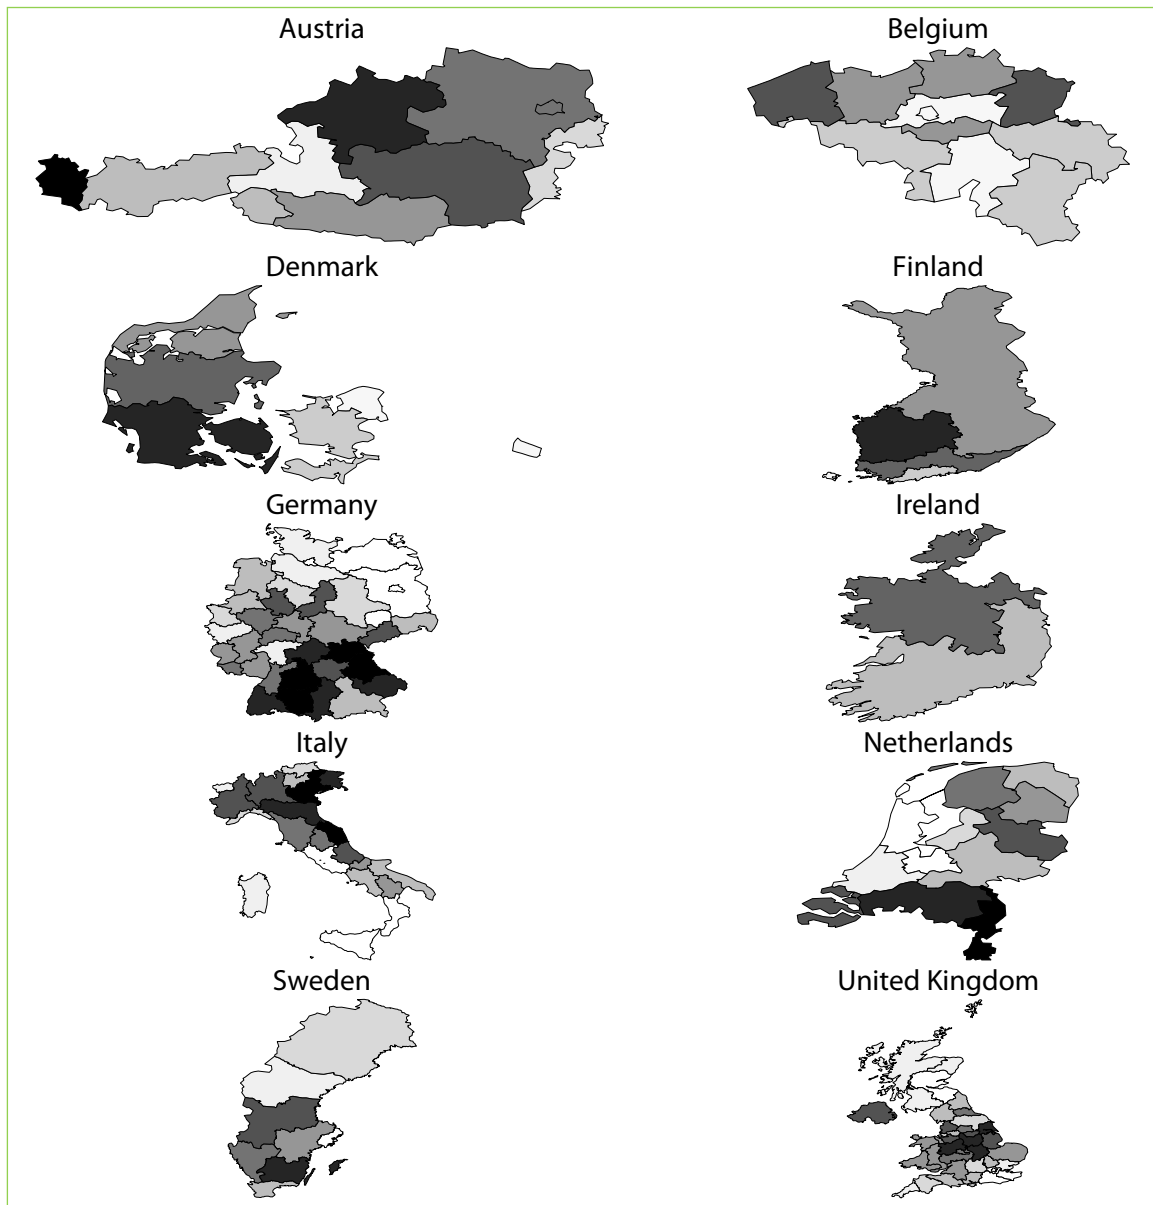 Austria
Belgium
Denmark
Finland
Germany
Ireland
Italy
Netherlands
Sweden
United Kingdom